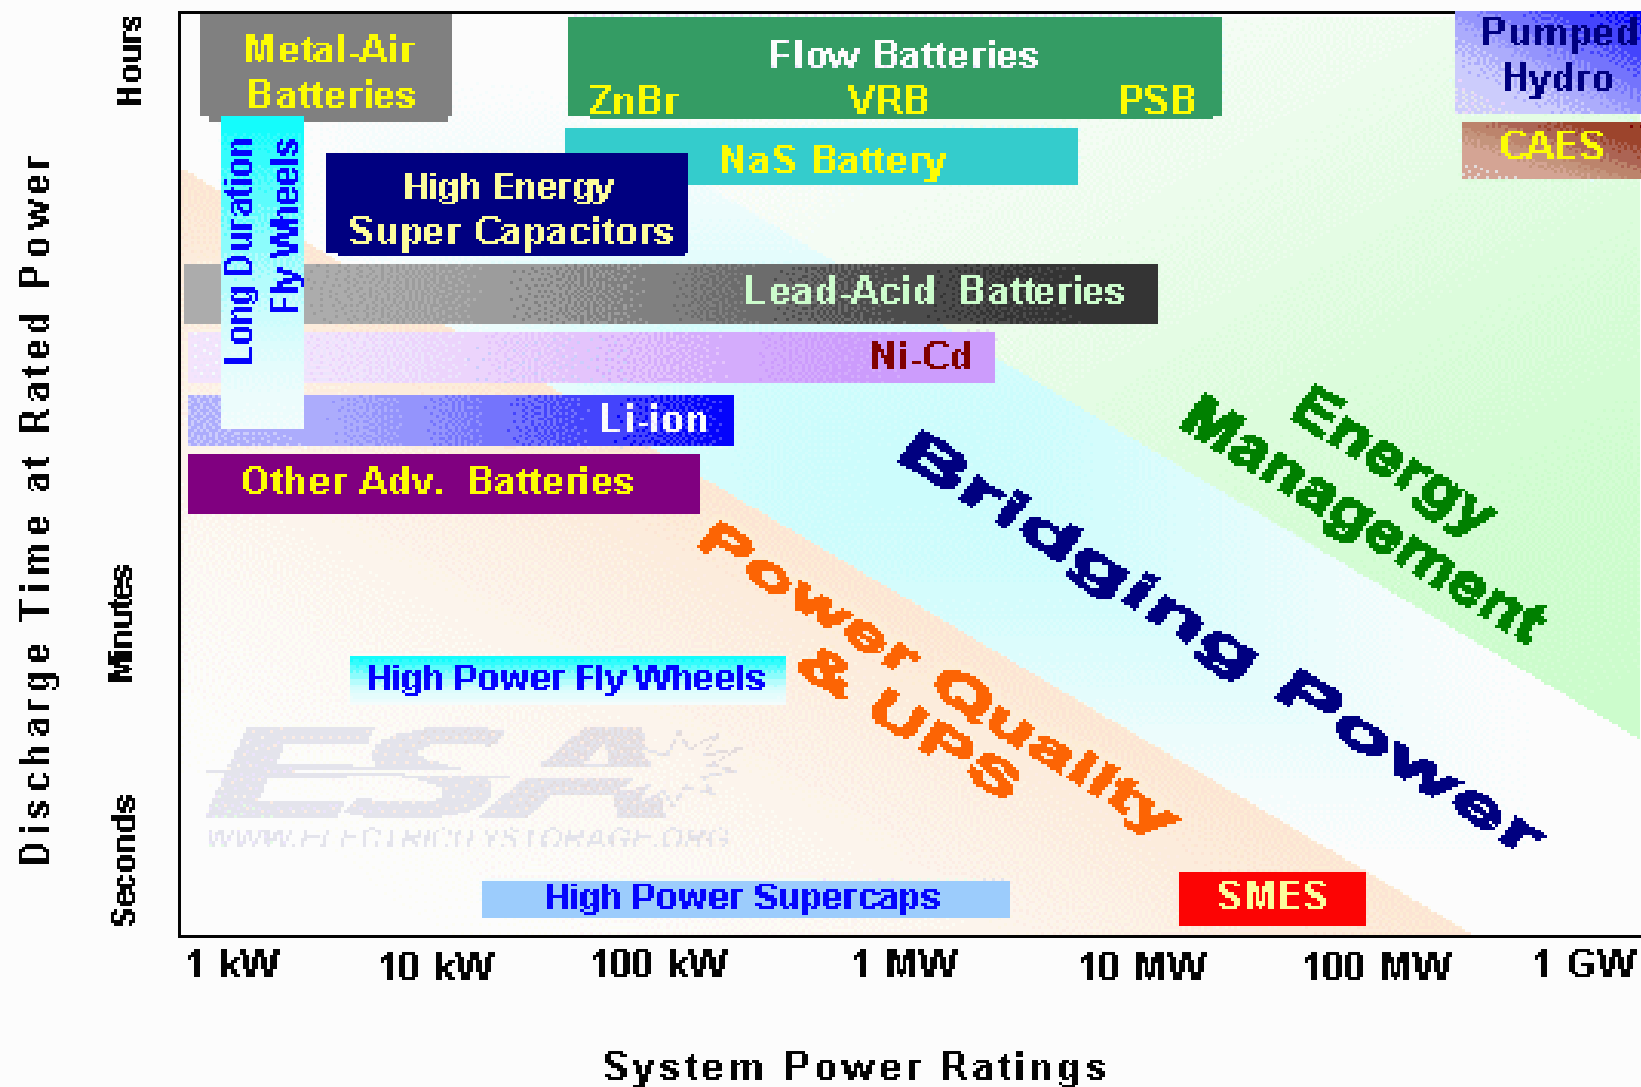 Hours
Metal-Air
Batteries
Flow Batteries
ZnBr VRB PSB
Pumped
Hydro
CAES
NaS Battery
High Energy
Super Capacitors
Long Duration
Fly Wheels
Lead-Acid Batteries
Ni-Cd
Li-ion
Other Adv. Batteries
Energy
Management
Bridging Power
Power Quality
& UPS
Discharge Time at Rated Power
Minutes
High Power Fly Wheels
ESA
WWW.ELECTRICITYSTORAGE.ORG
Seconds
High Power Supercaps
SMES
1 kW 10 kW 100 kW 1 MW 10 MW 100 MW 1 GW
System Power Ratings